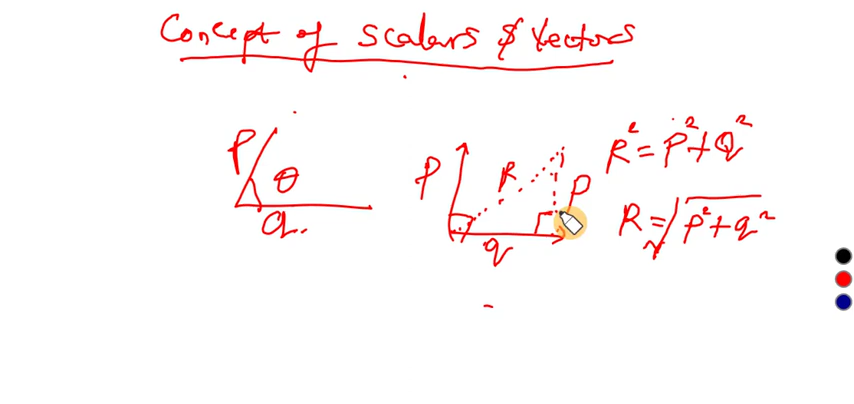 Concept of Scalars & Vectors
P
θ
q.
P
R
P
q
R² = P² + Q²
R = √p² + q²